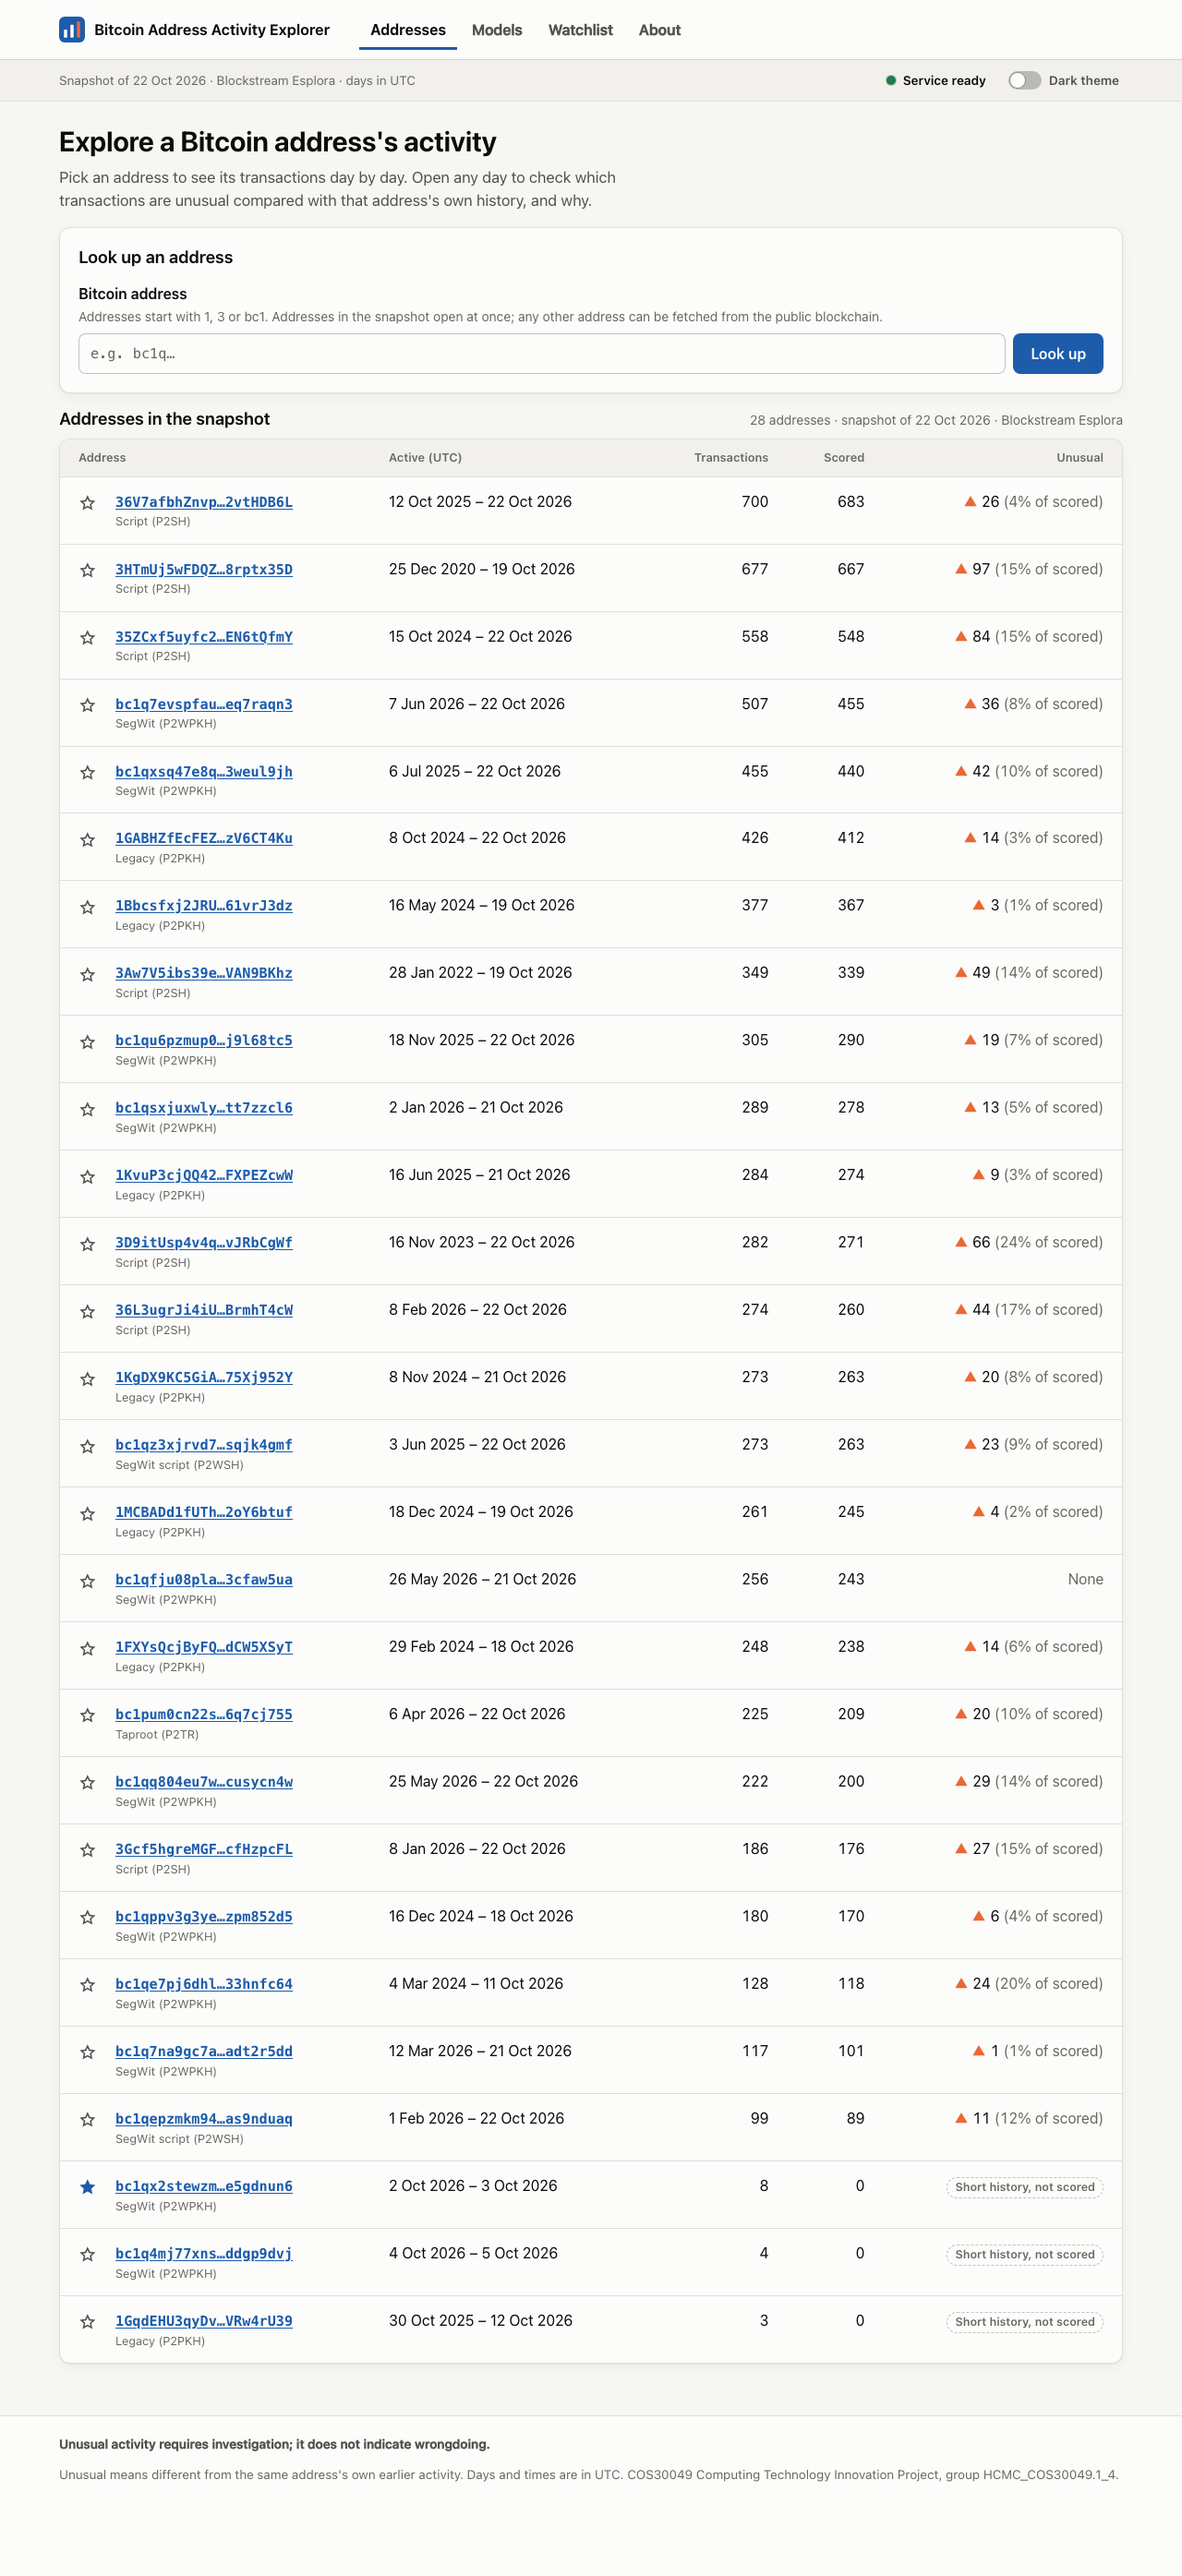 Bitcoin Address Activity Explorer Addresses Models Watchlist About
Snapshot of 22 Oct 2026 · Blockstream Esplora · days in UTC Service ready Dark theme
Explore a Bitcoin address's activity
Pick an address to see its transactions day by day. Open any day to check which
transactions are unusual compared with that address's own history, and why.
Look up an address
Bitcoin address
Addresses start with 1, 3 or bc1. Addresses in the snapshot open at once; any other address can be fetched from the public blockchain.
e.g. bc1q… Look up
Addresses in the snapshot 28 addresses · snapshot of 22 Oct 2026 · Blockstream Esplora
Address Active (UTC) Transactions Scored Unusual
36V7afbhZnvp…2vtHDB6L 12 Oct 2025 – 22 Oct 2026 700 683 ▲ 26 (4% of scored)
Script (P2SH)
3HTmUj5wFDQZ…8rptx35D 25 Dec 2020 – 19 Oct 2026 677 667 ▲ 97 (15% of scored)
Script (P2SH)
35ZCxf5uyfc2…EN6tQfmY 15 Oct 2024 – 22 Oct 2026 558 548 ▲ 84 (15% of scored)
Script (P2SH)
bc1q7evspfau…eq7raqn3 7 Jun 2026 – 22 Oct 2026 507 455 ▲ 36 (8% of scored)
SegWit (P2WPKH)
bc1qxsq47e8q…3weul9jh 6 Jul 2025 – 22 Oct 2026 455 440 ▲ 42 (10% of scored)
SegWit (P2WPKH)
1GABHZfEcFEZ…zV6CT4Ku 8 Oct 2024 – 22 Oct 2026 426 412 ▲ 14 (3% of scored)
Legacy (P2PKH)
1Bbcsfxj2JRU…61vrJ3dz 16 May 2024 – 19 Oct 2026 377 367 ▲ 3 (1% of scored)
Legacy (P2PKH)
3Aw7V5ibs39e…VAN9BKhz 28 Jan 2022 – 19 Oct 2026 349 339 ▲ 49 (14% of scored)
Script (P2SH)
bc1qu6pzmup0…j9l68tc5 18 Nov 2025 – 22 Oct 2026 305 290 ▲ 19 (7% of scored)
SegWit (P2WPKH)
bc1qsxjuxwly…tt7zzcl6 2 Jan 2026 – 21 Oct 2026 289 278 ▲ 13 (5% of scored)
SegWit (P2WPKH)
1KvuP3cjQQ42…FXPEZcwW 16 Jun 2025 – 21 Oct 2026 284 274 ▲ 9 (3% of scored)
Legacy (P2PKH)
3D9itUsp4v4q…vJRbCgWf 16 Nov 2023 – 22 Oct 2026 282 271 ▲ 66 (24% of scored)
Script (P2SH)
36L3ugrJi4iU…BrmhT4cW 8 Feb 2026 – 22 Oct 2026 274 260 ▲ 44 (17% of scored)
Script (P2SH)
1KgDX9KC5GiA…75Xj952Y 8 Nov 2024 – 21 Oct 2026 273 263 ▲ 20 (8% of scored)
Legacy (P2PKH)
bc1qz3xjrvd7…sqjk4gmf 3 Jun 2025 – 22 Oct 2026 273 263 ▲ 23 (9% of scored)
SegWit script (P2WSH)
1MCBADd1fUTh…2oY6btuf 18 Dec 2024 – 19 Oct 2026 261 245 ▲ 4 (2% of scored)
Legacy (P2PKH)
bc1qfju08pla…3cfaw5ua 26 May 2026 – 21 Oct 2026 256 243 None
SegWit (P2WPKH)
1FXYsQcjByFQ…dCW5XSyT 29 Feb 2024 – 18 Oct 2026 248 238 ▲ 14 (6% of scored)
Legacy (P2PKH)
bc1pum0cn22s…6q7cj755 6 Apr 2026 – 22 Oct 2026 225 209 ▲ 20 (10% of scored)
Taproot (P2TR)
bc1qq804eu7w…cusycn4w 25 May 2026 – 22 Oct 2026 222 200 ▲ 29 (14% of scored)
SegWit (P2WPKH)
3Gcf5hgreMGF…cfHzpcFL 8 Jan 2026 – 22 Oct 2026 186 176 ▲ 27 (15% of scored)
Script (P2SH)
bc1qppv3g3ye…zpm852d5 16 Dec 2024 – 18 Oct 2026 180 170 ▲ 6 (4% of scored)
SegWit (P2WPKH)
bc1qe7pj6dhl…33hnfc64 4 Mar 2024 – 11 Oct 2026 128 118 ▲ 24 (20% of scored)
SegWit (P2WPKH)
bc1q7na9gc7a…adt2r5dd 12 Mar 2026 – 21 Oct 2026 117 101 ▲ 1 (1% of scored)
SegWit (P2WPKH)
bc1qepzmkm94…as9nduaq 1 Feb 2026 – 22 Oct 2026 99 89 ▲ 11 (12% of scored)
SegWit script (P2WSH)
bc1qx2stewzm…e5gdnun6 2 Oct 2026 – 3 Oct 2026 8 0 Short history, not scored
SegWit (P2WPKH)
bc1q4mj77xns…ddgp9dvj 4 Oct 2026 – 5 Oct 2026 4 0 Short history, not scored
SegWit (P2WPKH)
1GqdEHU3qyDv…VRw4rU39 30 Oct 2025 – 12 Oct 2026 3 0 Short history, not scored
Legacy (P2PKH)
Unusual activity requires investigation; it does not indicate wrongdoing.
Unusual means different from the same address's own earlier activity. Days and times are in UTC. COS30049 Computing Technology Innovation Project, group HCMC_COS30049.1_4.